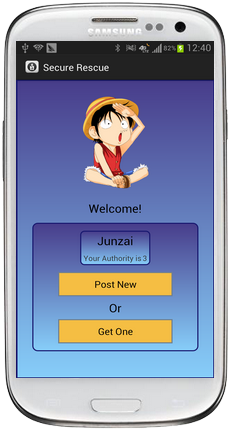 SAMSUNG
82% 12:40
Secure Rescue
Welcome!
Junzai
Your Authority is 3
Post New
Or
Get One